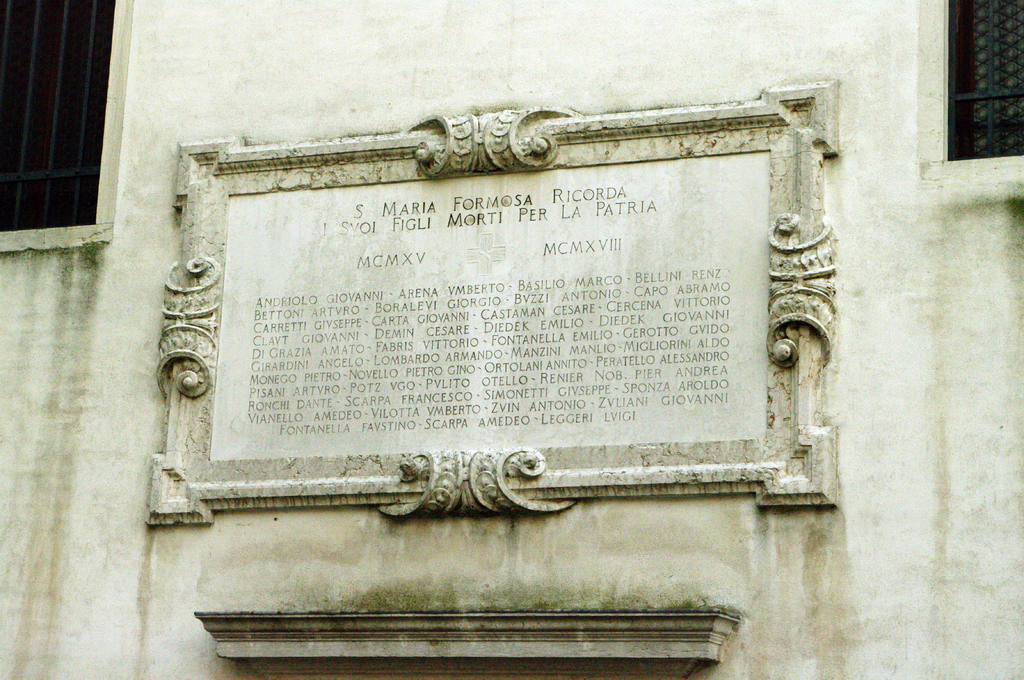 S MARIA FORMOSA RICORDA
I SVOI FIGLI MORTI PER LA PATRIA
MCMXV MCMXVIII
ANDRIOLO GIOVANNI - ARENA VMBERTO - BASILIO MARCO - BELLINI RENZO
BETTONI ARTVRO - BORALEVI GIORGIO - BVZZI ANTONIO - CAPO ABRAMO
CARRETTI GIVSEPPE - CARTA GIOVANNI - CASTAMAN CESARE - CERCENA VITTORIO
CLAVT GIOVANNI - DEMIN CESARE - DIEDEK EMILIO - DIEDEK GIOVANNI
DI GRAZIA AMATO - FABRIS VITTORIO - FONTANELLA EMILIO - GEROTTO GVIDO
GIRARDINI ANGELO - LOMBARDO ARMANDO - MANZINI MANLIO - MIGLIORINI ALDO
MONEGO PIETRO - NOVELLO PIETRO GINO - ORTOLANI ANNITO - PERATELLO ALESSANDRO
PISANI ARTVRO - POTZ VGO - PVLITO OTELLO - RENIER NOB. PIER ANDREA
RONCHI DANTE - SCARPA FRANCESCO - SIMONETTI GIVSEPPE - SPONZA AROLDO
VIANELLO AMEDEO - VILOTTA VMBERTO - ZVIN ANTONIO - ZVLIANI GIOVANNI
FONTANELLA FAVSTINO - SCARPA AMEDEO - LEGGERI LVIGI